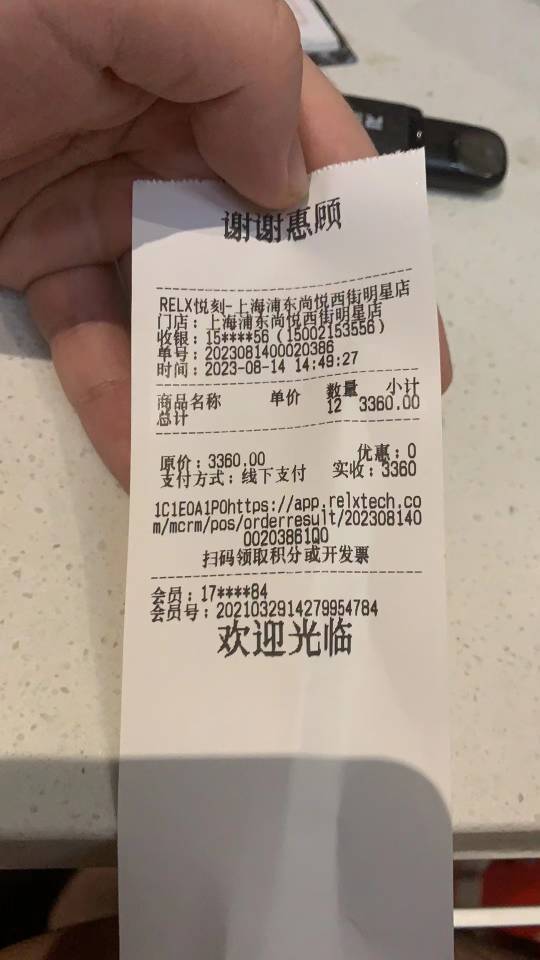 谢谢惠顾
RELX悦刻-上海浦东尚悦西街明星店
门店：上海浦东尚悦西街明星店
收银：15****56(15002153556)
单号：2023081400020386
时间：2023-08-14 14:49:27
商品名称 单价 数量 小计
总计 12 3360.00
原价：3360.00 优惠：0
支付方式：线下支付 实收：3360
1C1E0A1P0https://app.relxtech.co
m/mcrm/pos/orderresult/202308140
00203861Q0
扫码领取积分或开发票
会员：17****84
会员号：2021032914279954784
欢迎光临